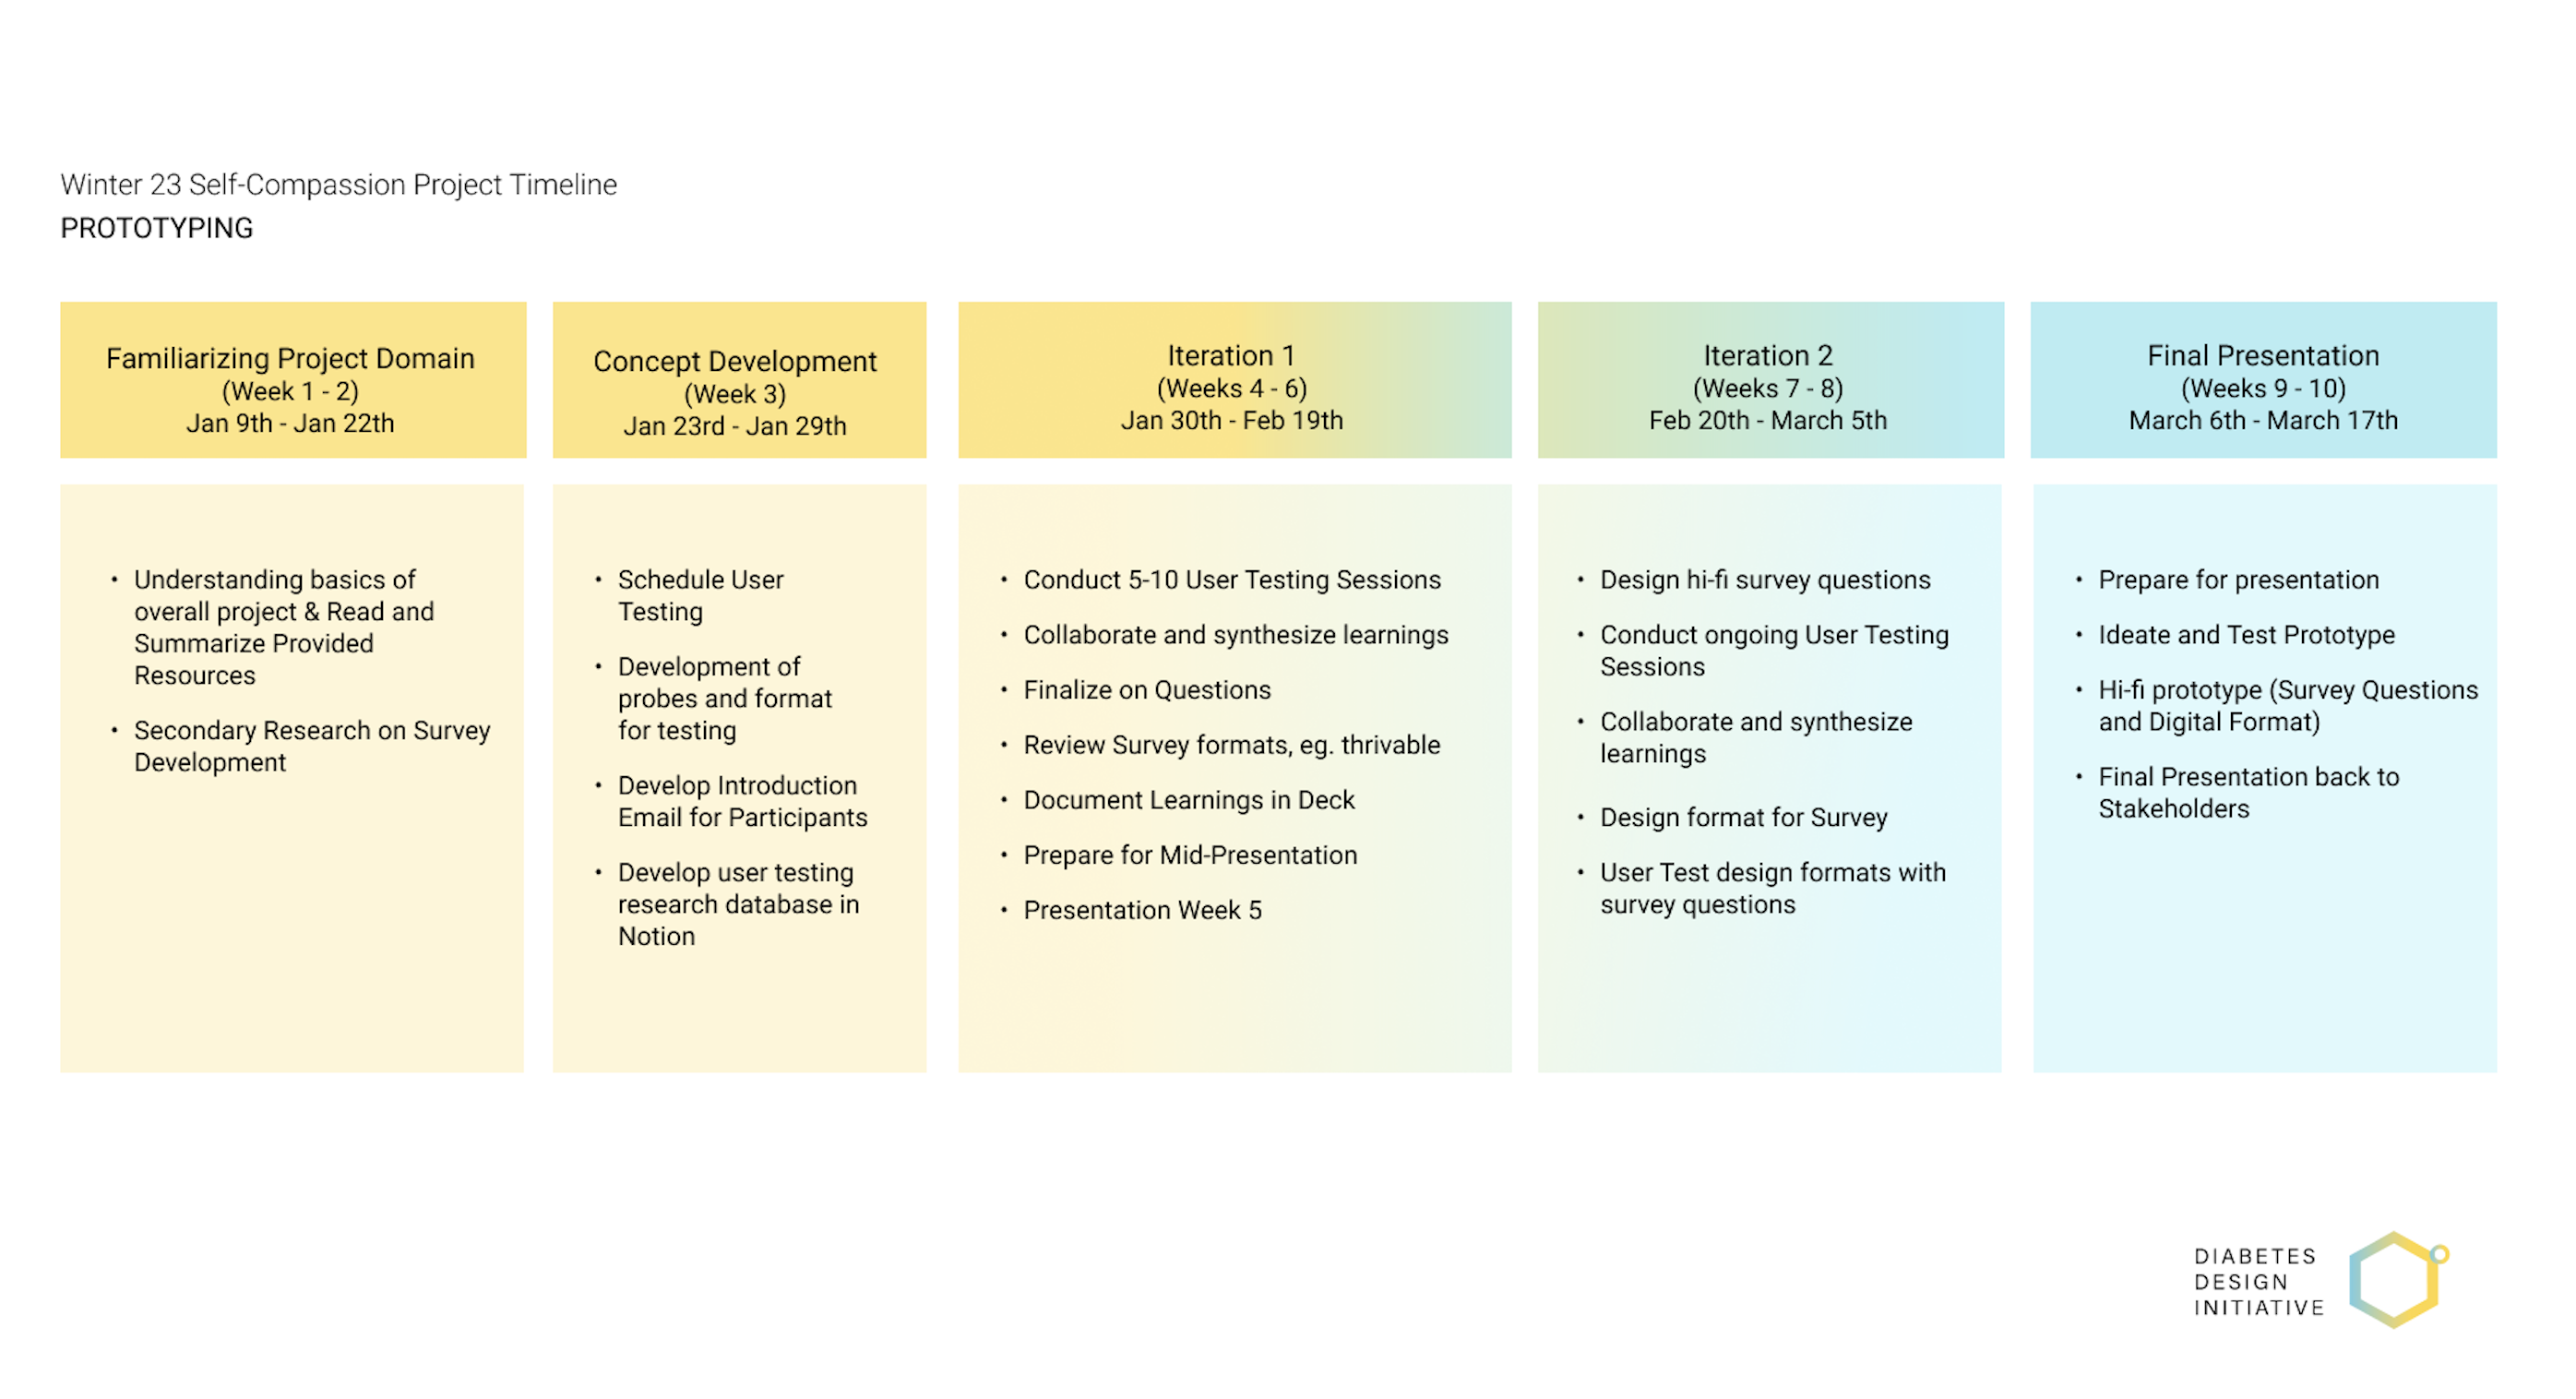 Winter 23 Self-Compassion Project Timeline
PROTOTYPING
Familiarizing Project Domain
(Week 1 - 2)
Jan 9th - Jan 22th
• Understanding basics of
overall project & Read and
Summarize Provided
Resources
• Secondary Research on Survey
Development
Concept Development
(Week 3)
Jan 23rd - Jan 29th
• Schedule User
Testing
• Development of
probes and format
for testing
• Develop Introduction
Email for Participants
• Develop user testing
research database in
Notion
Iteration 1
(Weeks 4 - 6)
Jan 30th - Feb 19th
• Conduct 5-10 User Testing Sessions
• Collaborate and synthesize learnings
• Finalize on Questions
• Review Survey formats, eg. thrivable
• Document Learnings in Deck
• Prepare for Mid-Presentation
• Presentation Week 5
Iteration 2
(Weeks 7 - 8)
Feb 20th - March 5th
• Design hi-fi survey questions
• Conduct ongoing User Testing
Sessions
• Collaborate and synthesize
learnings
• Design format for Survey
• User Test design formats with
survey questions
Final Presentation
(Weeks 9 - 10)
March 6th - March 17th
• Prepare for presentation
• Ideate and Test Prototype
• Hi-fi prototype (Survey Questions
and Digital Format)
• Final Presentation back to
Stakeholders
DIABETES
DESIGN
INITIATIVE